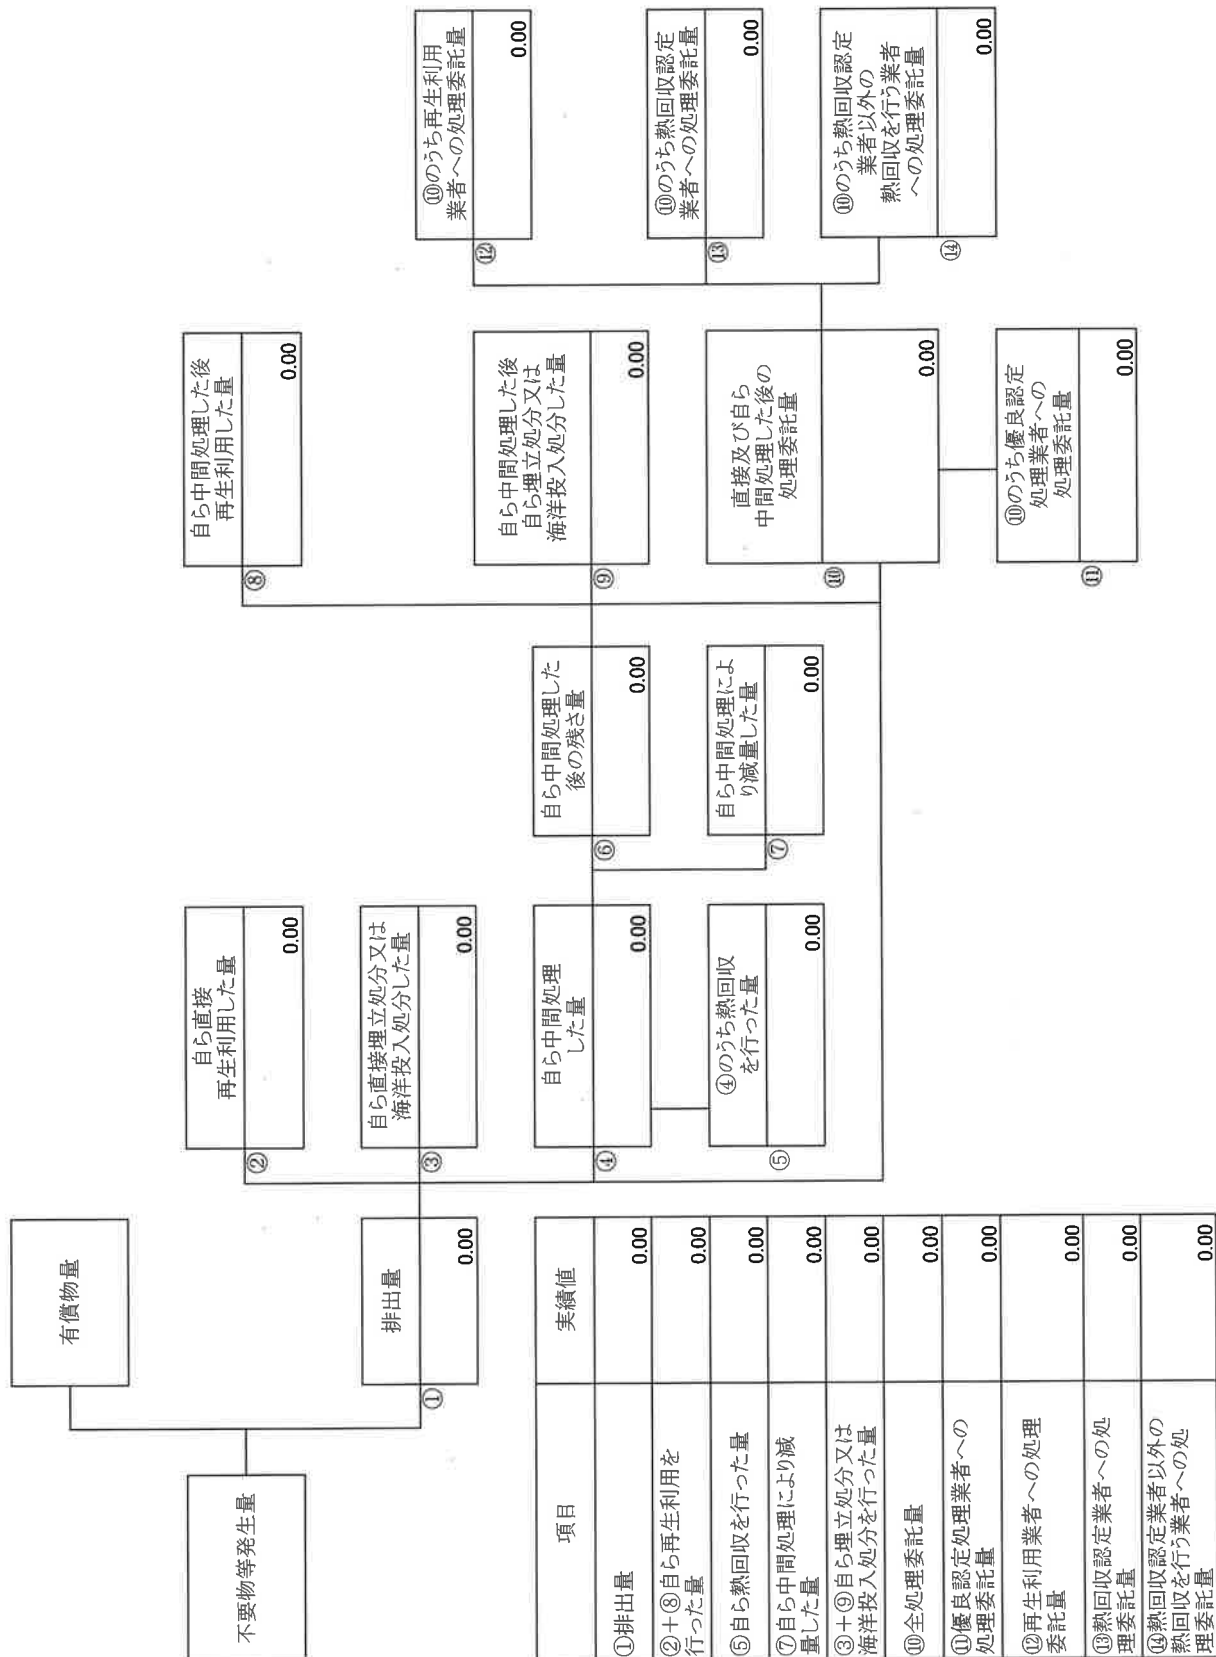 不要物等発生量
有償物量
排出量
①
0.00
自ら直接
再生利用した量
②
0.00
自ら直接埋立処分又は
海洋投入処分した量
③
0.00
自ら中間処理
した量
④
0.00
④のうち熱回収
を行った量
⑤
0.00
自ら中間処理した
後の残さ量
⑥
0.00
自ら中間処理によ
り減量した量
⑦
0.00
自ら中間処理した後
再生利用した量
⑧
0.00
自ら中間処理した後
自ら埋立処分又は
海洋投入処分した量
⑨
0.00
直接及び自ら
中間処理した後の
処理委託量
⑩
0.00
⑩のうち優良認定
処理業者への
処理委託量
⑪
0.00
⑩のうち再生利用
業者への処理委託量
⑫
0.00
⑩のうち熱回収認定
業者への処理委託量
⑬
0.00
⑩のうち熱回収認定
業者以外の
熱回収を行う業者
への処理委託量
⑭
0.00
項目 実績値
①排出量 0.00
②+⑧自ら再生利用を
行った量 0.00
⑤自ら熱回収を行った量 0.00
⑦自ら中間処理により減
量した量 0.00
③+⑨自ら埋立処分又は
海洋投入処分を行った量 0.00
⑩全処理委託量 0.00
⑪優良認定処理業者への
処理委託量 0.00
⑫再生利用業者への処理
委託量 0.00
⑬熱回収認定業者への処
理委託量 0.00
⑭熱回収認定業者以外の
熱回収を行う業者への処
理委託量 0.00